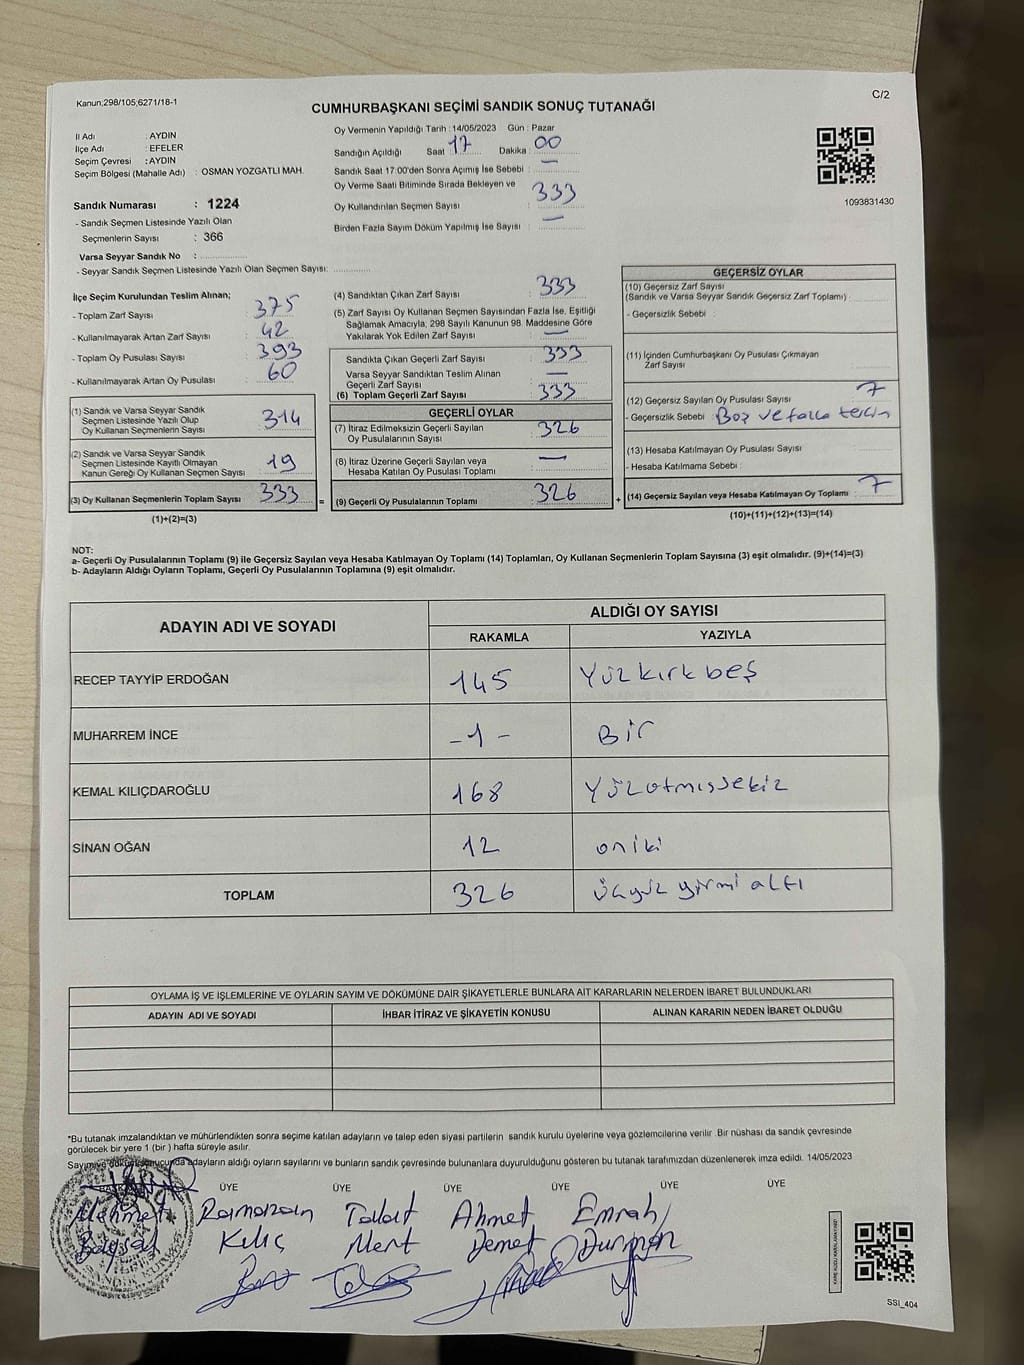 Kanun;298/105;6271/18-1
C/2
CUMHURBAŞKANI SEÇİMİ SANDIK SONUÇ TUTANAĞI
İl Adı : AYDIN
İlçe Adı : EFELER
Seçim Çevresi : AYDIN
Seçim Bölgesi (Mahalle Adı) : OSMAN YOZGATLI MAH.
Sandık Numarası : 1224
- Sandık Seçmen Listesinde Yazılı Olan
Seçmenlerin Sayısı : 366
Varsa Seyyar Sandık No :
- Seyyar Sandık Seçmen Listesinde Yazılı Olan Seçmen Sayısı:
Oy Vermenin Yapıldığı Tarih : 14/05/2023 Gün : Pazar
Sandığın Açıldığı Saat : 17 Dakika : 00
Sandık Saat 17:00'den Sonra Açımış İse Sebebi : —
Oy Verme Saati Bitiminde Sırada Bekleyen ve
Oy Kullandırılan Seçmen Sayısı : 333
Birden Fazla Sayım Döküm Yapılmış İse Sayısı : —
1093831430
İlçe Seçim Kurulundan Teslim Alınan;
- Toplam Zarf Sayısı : 375
- Kullanılmayarak Artan Zarf Sayısı : 42
- Toplam Oy Pusulası Sayısı : 393
- Kullanılmayarak Artan Oy Pusulası : 60
(1) Sandık ve Varsa Seyyar Sandık
Seçmen Listesinde Yazılı Olup
Oy Kullanan Seçmenlerin Sayısı : 314
(2) Sandık ve Varsa Seyyar Sandık
Seçmen Listesinde Kayıtlı Olmayan
Kanun Gereği Oy Kullanan Seçmen Sayısı : 19
(3) Oy Kullanan Seçmenlerin Toplam Sayısı : 333
(1)+(2)=(3)
=
(4) Sandıktan Çıkan Zarf Sayısı : 333
(5) Zarf Sayısı Oy Kullanan Seçmen Sayısından Fazla İse, Eşitliği
Sağlamak Amacıyla, 298 Sayılı Kanunun 98. Maddesine Göre
Yakılarak Yok Edilen Zarf Sayısı : —
Sandıkta Çıkan Geçerli Zarf Sayısı : 333
Varsa Seyyar Sandıktan Teslim Alınan
Geçerli Zarf Sayısı : —
(6) Toplam Geçerli Zarf Sayısı : 333
GEÇERLİ OYLAR
(7) İtiraz Edilmeksizin Geçerli Sayılan
Oy Pusulalarının Sayısı : 326
(8) İtiraz Üzerine Geçerli Sayılan veya
Hesaba Katılan Oy Pusulası Toplamı : —
(9) Geçerli Oy Pusulalarının Toplamı : 326
+
GEÇERSİZ OYLAR
(10) Geçersiz Zarf Sayısı
(Sandık ve Varsa Seyyar Sandık Geçersiz Zarf Toplamı) :
- Geçersizlik Sebebi :
(11) İçinden Cumhurbaşkanı Oy Pusulası Çıkmayan
Zarf Sayısı :
(12) Geçersiz Sayılan Oy Pusulası Sayısı : 7
- Geçersizlik Sebebi : Boş ve fazla tercih
(13) Hesaba Katılmayan Oy Pusulası Sayısı :
- Hesaba Katılmama Sebebi :
(14) Geçersiz Sayılan veya Hesaba Katılmayan Oy Toplamı : 7
(10)+(11)+(12)+(13)=(14)
NOT:
a- Geçerli Oy Pusulalarının Toplamı (9) ile Geçersiz Sayılan veya Hesaba Katılmayan Oy Toplamı (14) Toplamları, Oy Kullanan Seçmenlerin Toplam Sayısına (3) eşit olmalıdır. (9)+(14)=(3)
b- Adayların Aldığı Oyların Toplamı, Geçerli Oy Pusulalarının Toplamına (9) eşit olmalıdır.
ADAYIN ADI VE SOYADI
ALDIĞI OY SAYISI
RAKAMLA YAZIYLA
RECEP TAYYİP ERDOĞAN 145 Yüz kırk beş
MUHARREM İNCE -1- Bir
KEMAL KILIÇDAROĞLU 168 Yüzotmışsekiz
SİNAN OĞAN 12 oniki
TOPLAM 326 üçyüz yirmi altı
OYLAMA İŞ VE İŞLEMLERİNE VE OYLARIN SAYIM VE DÖKÜMÜNE DAİR ŞİKAYETLERLE BUNLARA AİT KARARLARIN NELERDEN İBARET BULUNDUKLARI
ADAYIN ADI VE SOYADI İHBAR İTİRAZ VE ŞİKAYETİN KONUSU ALINAN KARARIN NEDEN İBARET OLDUĞU
*Bu tutanak imzalandıktan ve mühürlendikten sonra seçime katılan adayların ve talep eden siyasi partilerin sandık kurulu üyelerine veya gözlemcilerine verilir. Bir nüshası da sandık çevresinde
görülecek bir yere 1 (bir ) hafta süreyle asılır.
adayların aldığı oyların sayılarını ve bunların sandık çevresinde bulunanlara duyurulduğunu gösteren bu tutanak tarafımızdan düzenlenerek imza edildi. 14/05/2023
ÜYE ÜYE ÜYE ÜYE ÜYE ÜYE
Mehmet Ramazan Talat Ahmet Emrah
Baysal Kılıç Mert Demet Durman
SSI_404